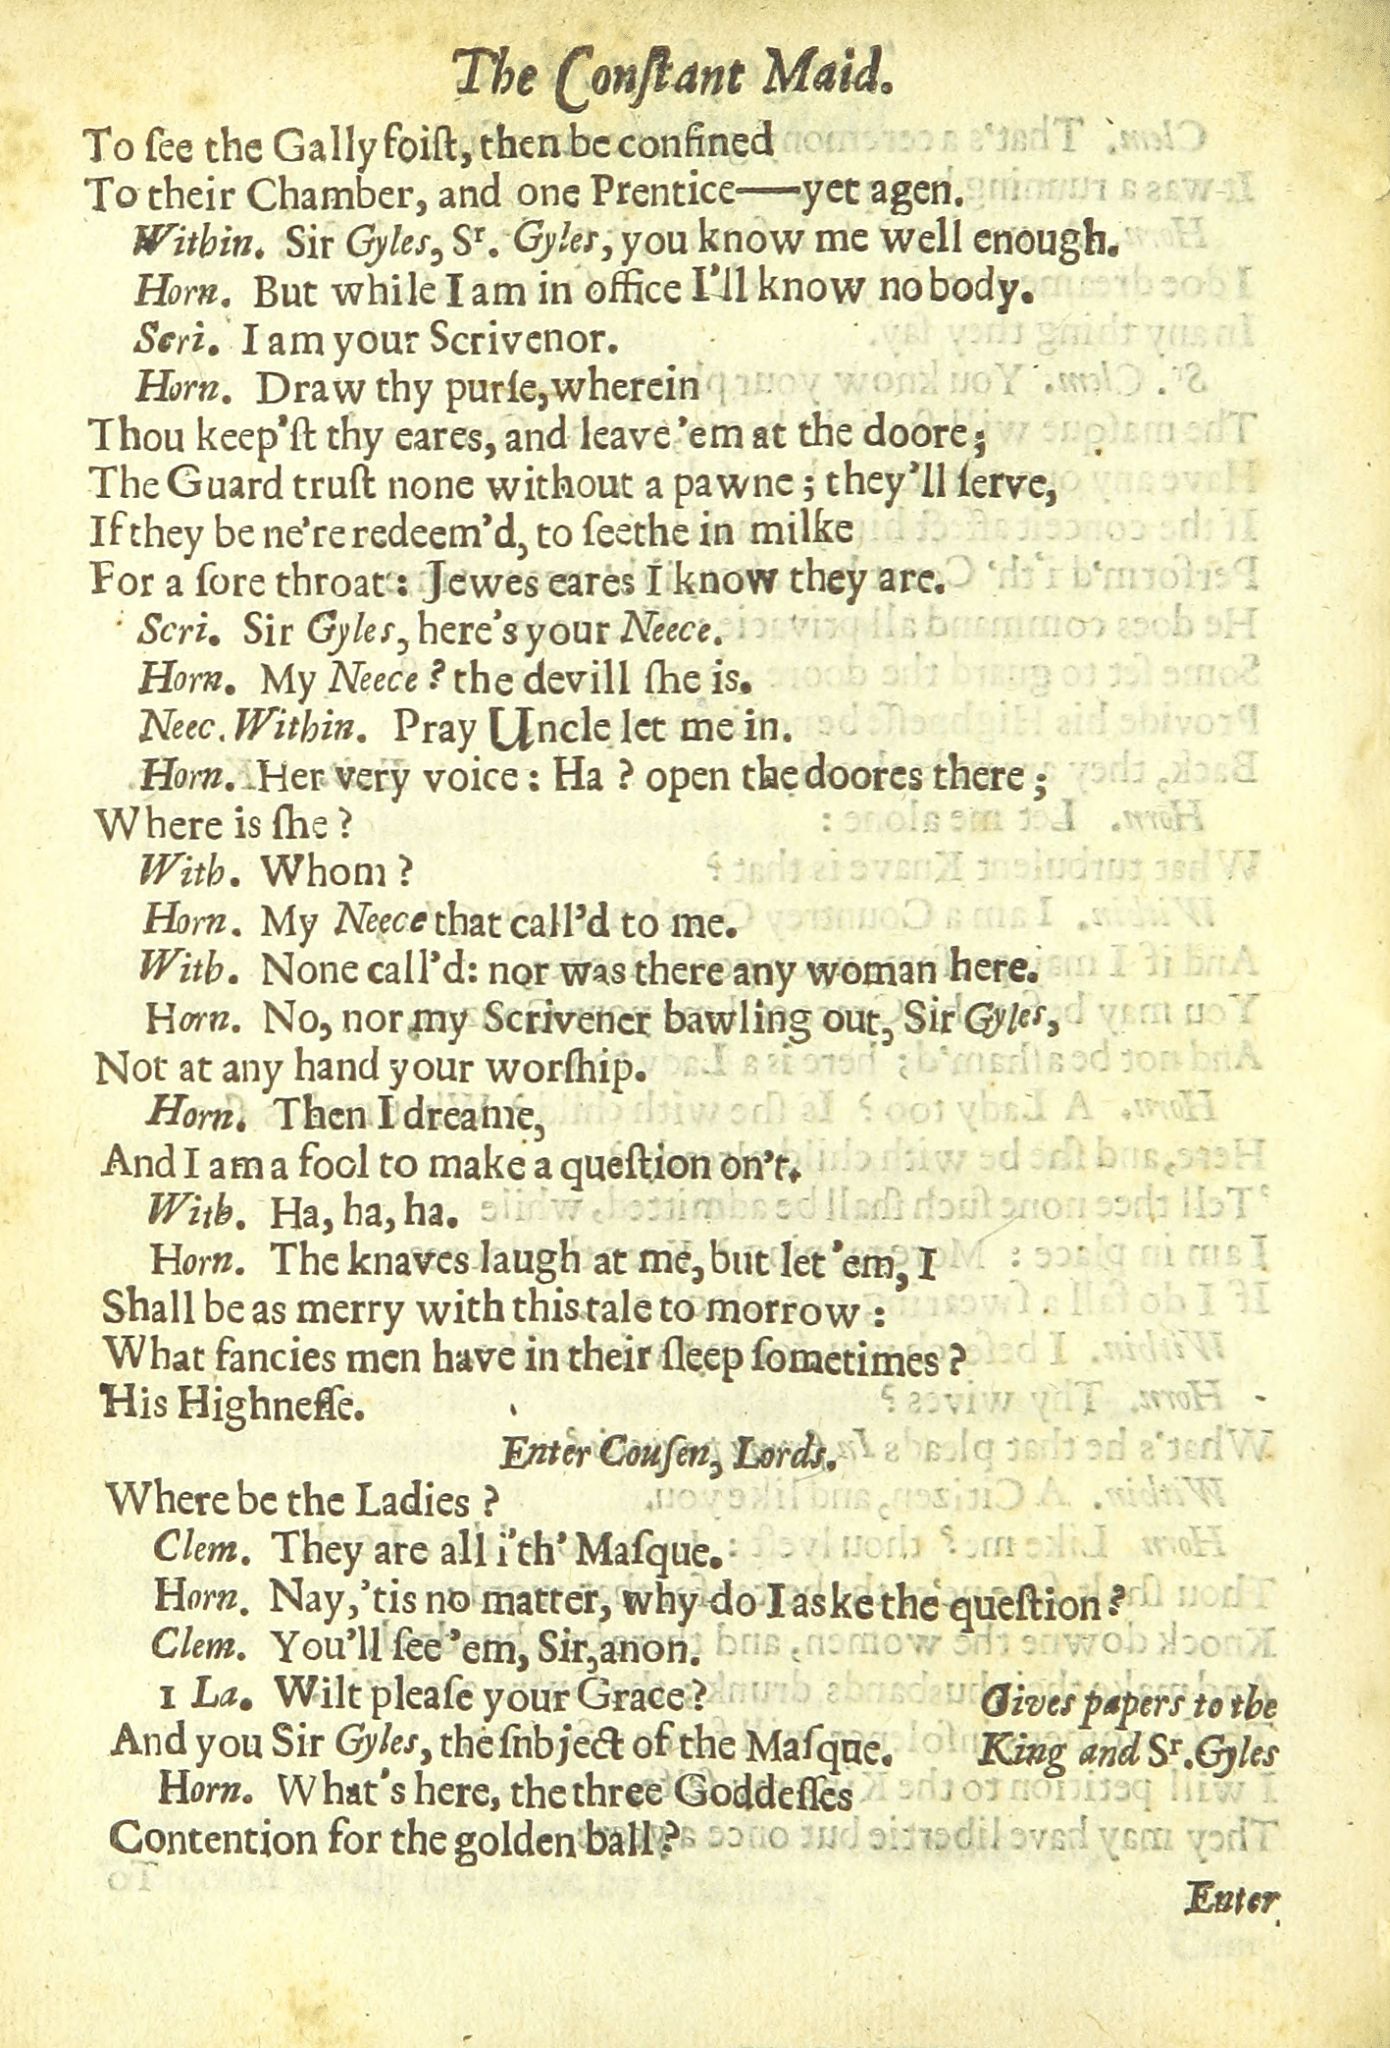 The Conſtant Maid.
To ſee the Gally foiſt, then be confined
To their Chamber, and one Prentice——yet agen.
Within. Sir Gyles, Sʳ. Gyles, you know me well enough.
Horn. But while I am in office I'll know no body.
Scri. I am your Scrivenor.
Horn. Draw thy purſe, wherein
Thou keep'ſt thy eares, and leave 'em at the doore;
The Guard truſt none without a pawne; they'll ſerve,
If they be ne're redeem'd, to ſeethe in milke
For a ſore throat: Jewes eares I know they are.
Scri. Sir Gyles, here's your Neece.
Horn. My Neece? the devill ſhe is.
Neec. Within. Pray Uncle let me in.
Horn. Her very voice: Ha? open the doores there;
Where is ſhe?
With. Whom?
Horn. My Neece that call'd to me.
With. None call'd: nor was there any woman here.
Horn. No, nor my Scrivener bawling out, Sir Gyles,
Not at any hand your worſhip.
Horn. Then I dreame,
And I am a fool to make a queſtion on't.
With. Ha, ha, ha.
Horn. The knaves laugh at me, but let 'em, I
Shall be as merry with this tale to morrow:
What fancies men have in their ſleep ſometimes?
His Highneſſe.
Enter Couſen, Lords.
Where be the Ladies?
Clem. They are all i'th' Maſque.
Horn. Nay, 'tis no matter, why do I aske the queſtion?
Clem. You'll ſee 'em, Sir, anon.
1 La. Wilt pleaſe your Grace?
Gives papers to the
And you Sir Gyles, the ſnbject of the Maſque.
King and Sʳ. Gyles
Horn. What's here, the three Goddeſſes
Contention for the golden ball?
Enter